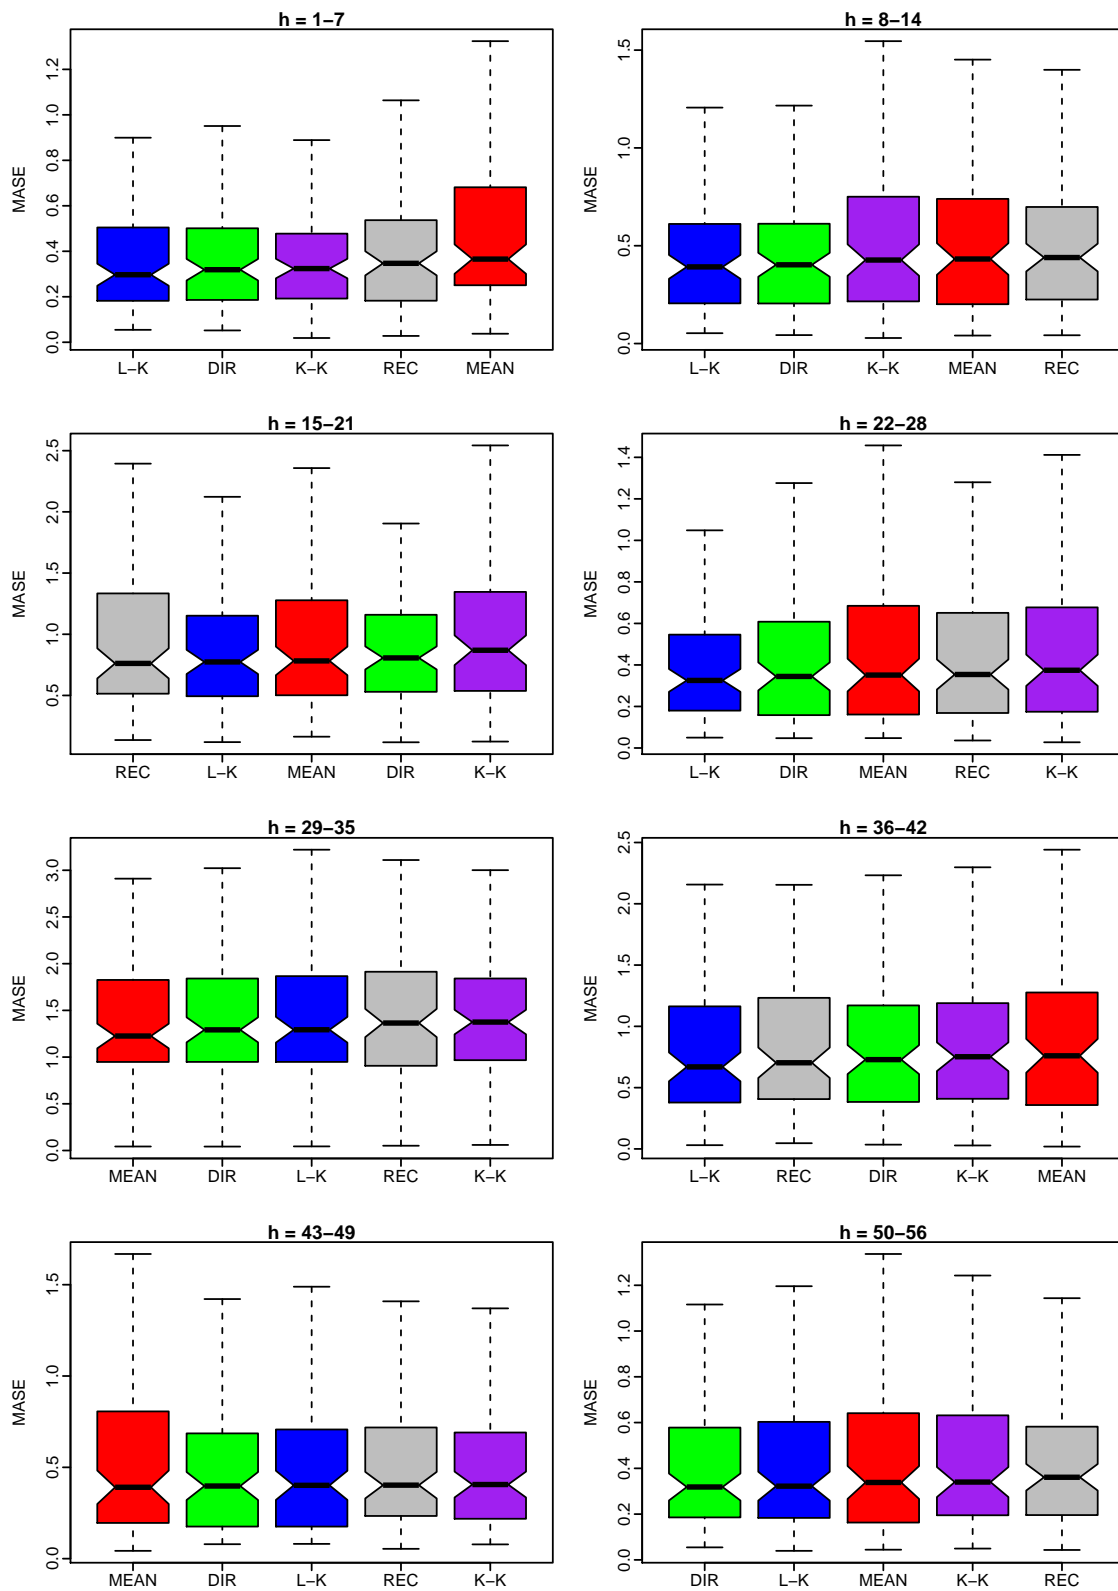 h = 1–7
MASE
0.0 0.2 0.4 0.6 0.8 1.0 1.2
L–K DIR K–K REC MEAN
h = 8–14
MASE
0.0 0.5 1.0 1.5
L–K DIR K–K MEAN REC
h = 15–21
MASE
0.5 1.0 1.5 2.0 2.5
REC L–K MEAN DIR K–K
h = 22–28
MASE
0.0 0.2 0.4 0.6 0.8 1.0 1.2 1.4
L–K DIR MEAN REC K–K
h = 29–35
MASE
0.0 0.5 1.0 1.5 2.0 2.5 3.0
MEAN DIR L–K REC K–K
h = 36–42
MASE
0.0 0.5 1.0 1.5 2.0 2.5
L–K REC DIR K–K MEAN
h = 43–49
MASE
0.0 0.5 1.0 1.5
MEAN DIR L–K REC K–K
h = 50–56
MASE
0.0 0.2 0.4 0.6 0.8 1.0 1.2
DIR L–K MEAN K–K REC